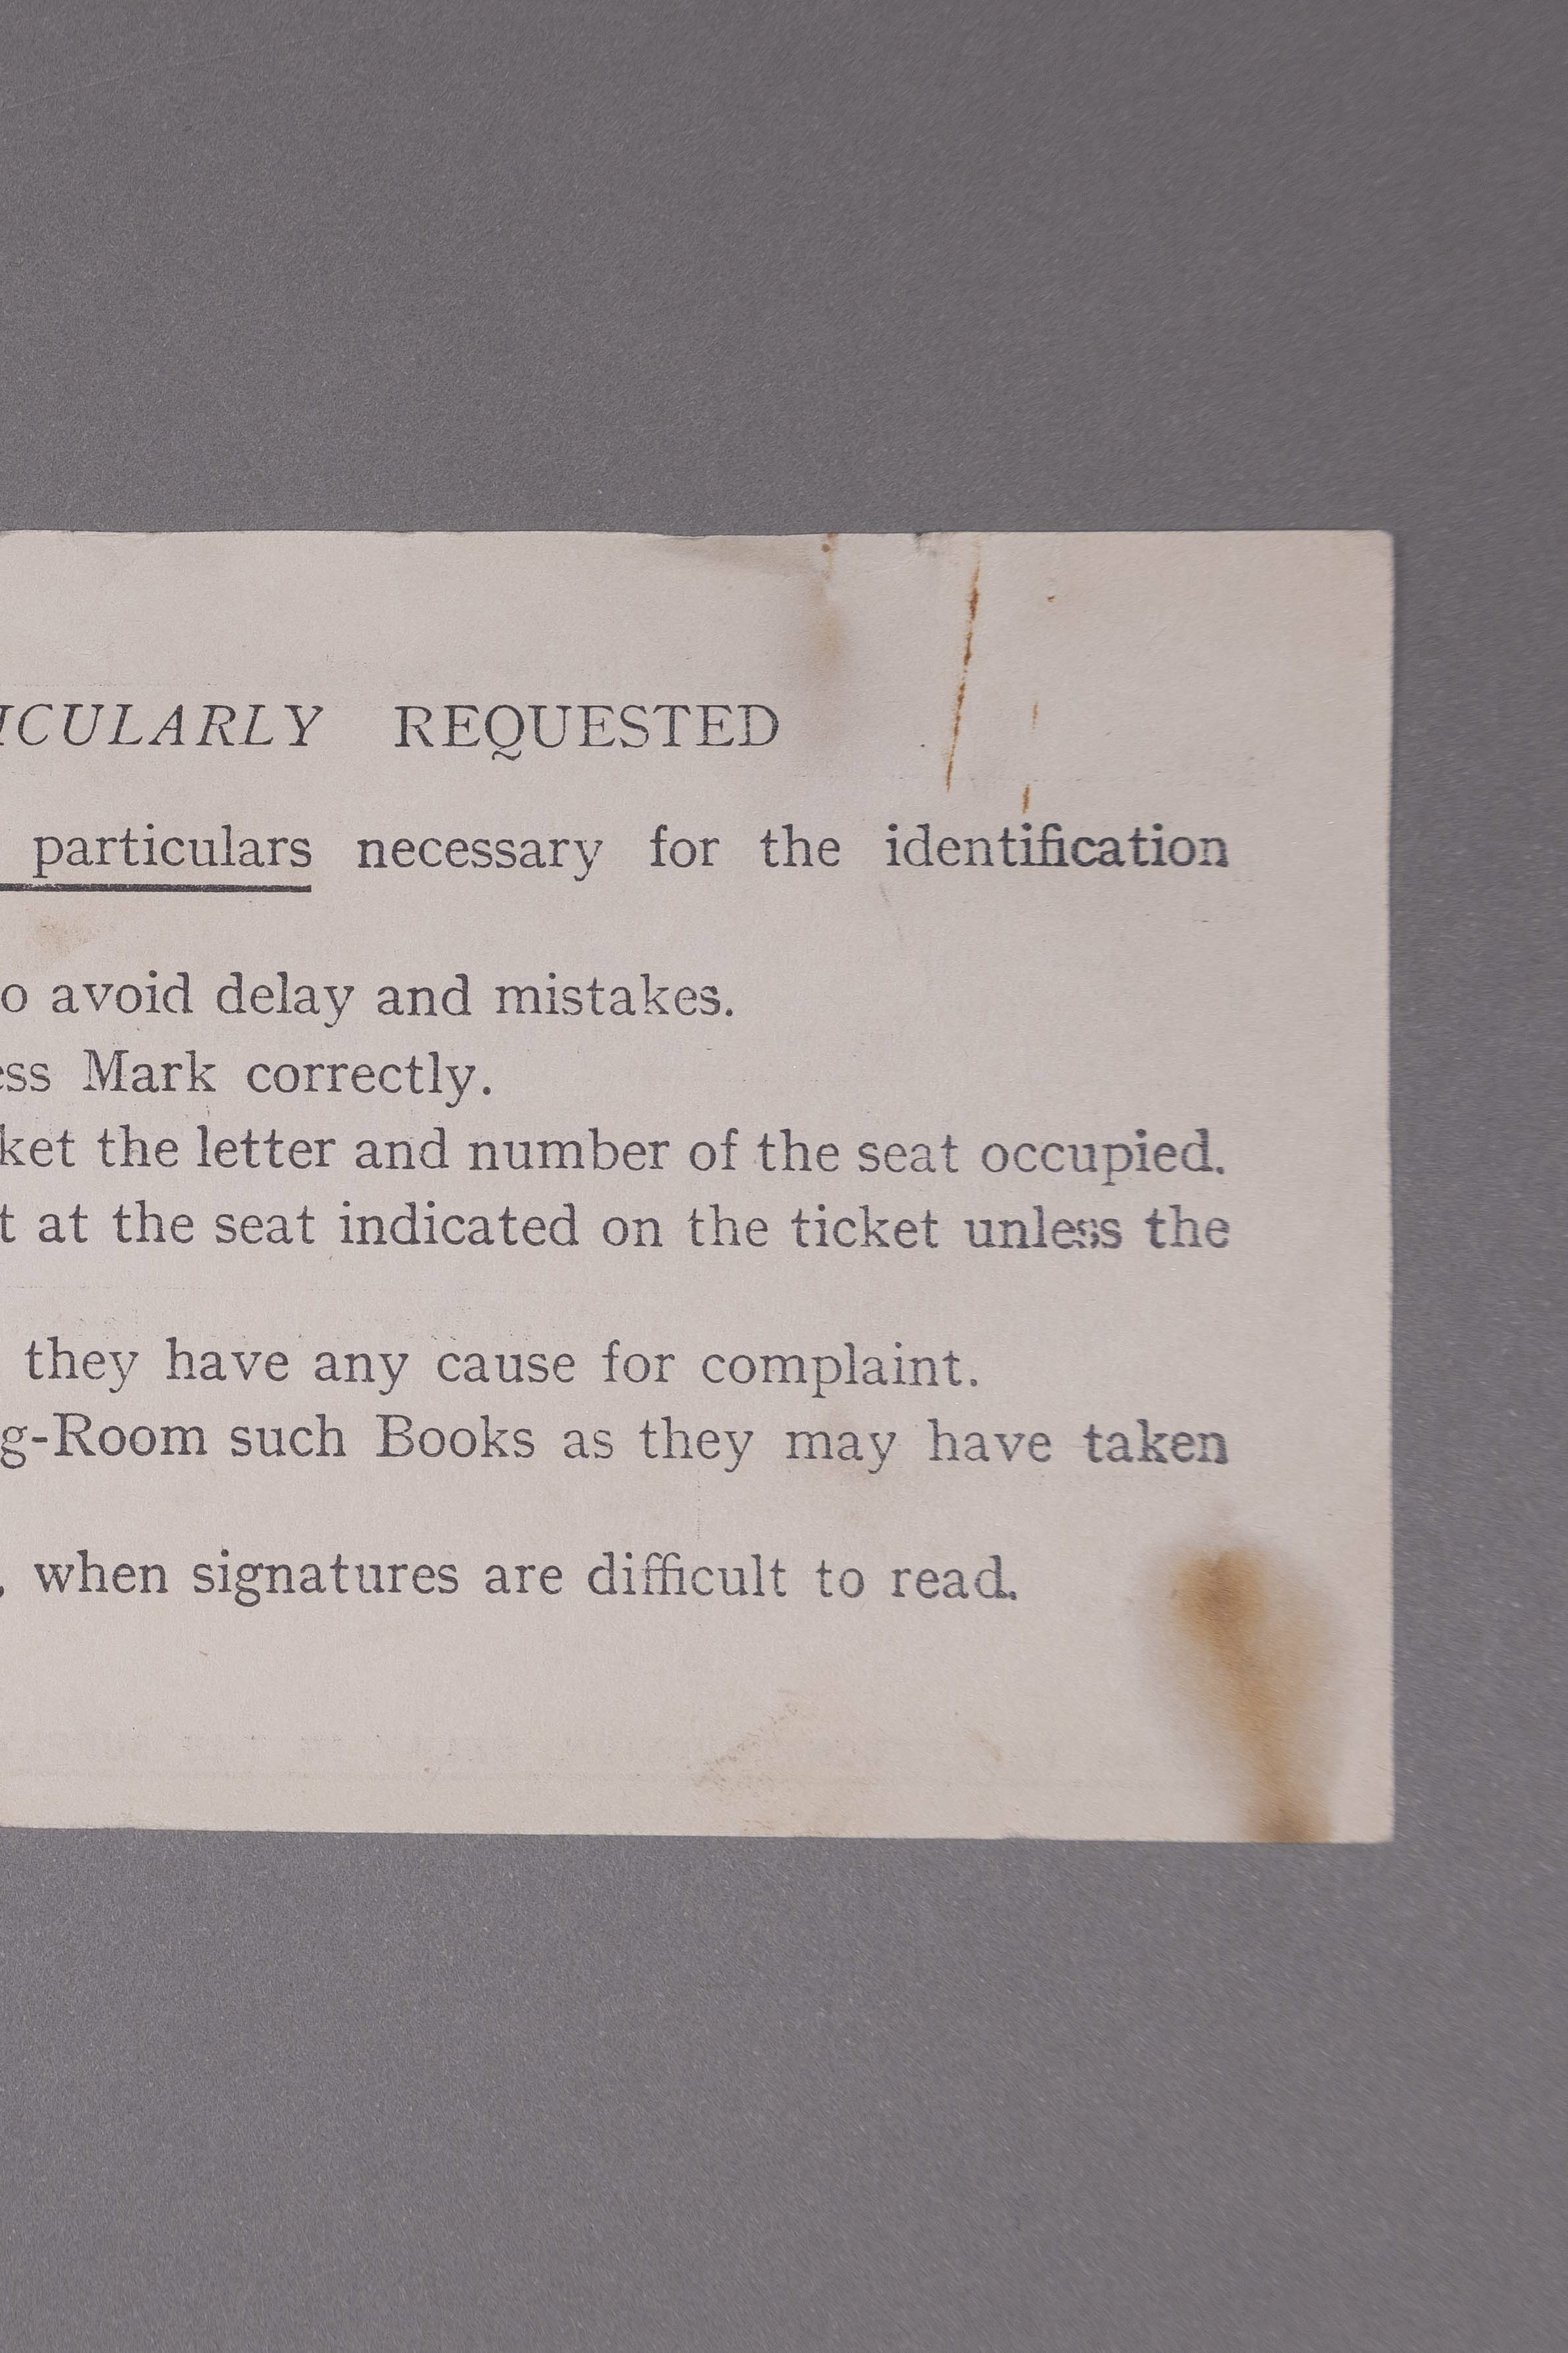 ICULARLY REQUESTED
particulars necessary for the identification
o avoid delay and mistakes.
ess Mark correctly.
ket the letter and number of the seat occupied.
t at the seat indicated on the ticket unless the
they have any cause for complaint.
g-Room such Books as they may have taken
, when signatures are difficult to read.